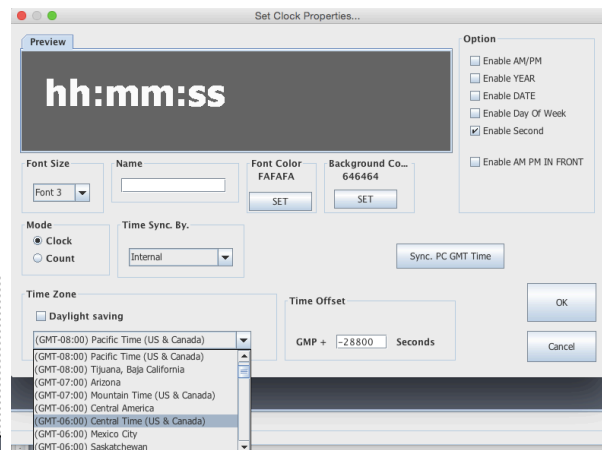 Set Clock Properties...
Preview
hh:mm:ss
Option
Enable AM/PM
Enable YEAR
Enable DATE
Enable Day Of Week
Enable Second
Enable AM PM IN FRONT
Font Size
Font 3
Name
Font Color
FAFAFA
SET
Background Co...
646464
SET
Mode
Clock
Count
Time Sync. By.
Internal
Sync. PC GMT Time
Time Zone
Daylight saving
(GMT-08:00) Pacific Time (US & Canada)
(GMT-08:00) Pacific Time (US & Canada)
(GMT-08:00) Tijuana, Baja California
(GMT-07:00) Arizona
(GMT-07:00) Mountain Time (US & Canada)
(GMT-06:00) Central America
(GMT-06:00) Central Time (US & Canada)
(GMT-06:00) Mexico City
(GMT-06:00) Saskatchewan
Time Offset
GMP + -28800 Seconds
OK
Cancel